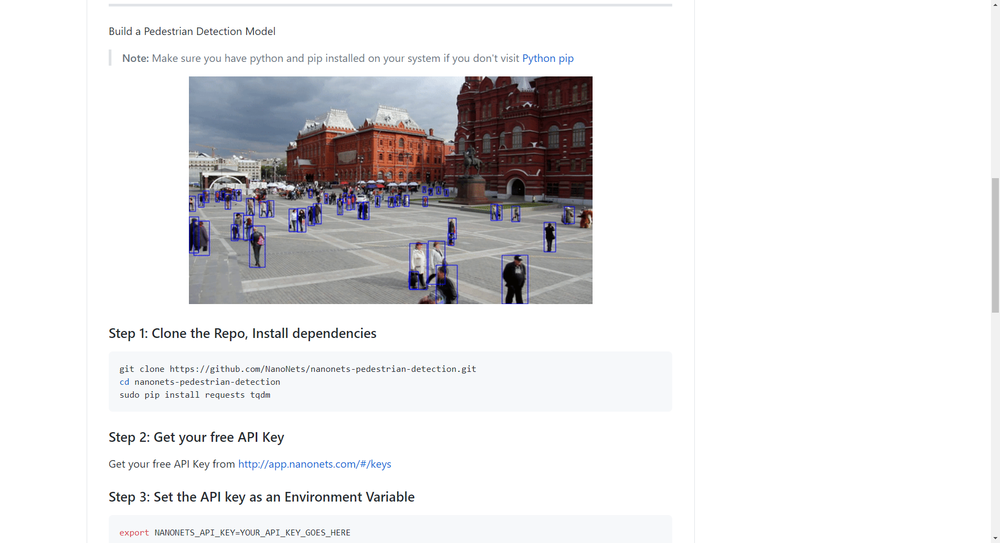 Build a Pedestrian Detection Model
Note: Make sure you have python and pip installed on your system if you don't visit Python pip
Step 1: Clone the Repo, Install dependencies
git clone https://github.com/NanoNets/nanonets-pedestrian-detection.git
cd nanonets-pedestrian-detection
sudo pip install requests tqdm
Step 2: Get your free API Key
Get your free API Key from http://app.nanonets.com/#/keys
Step 3: Set the API key as an Environment Variable
export NANONETS_API_KEY=YOUR_API_KEY_GOES_HERE